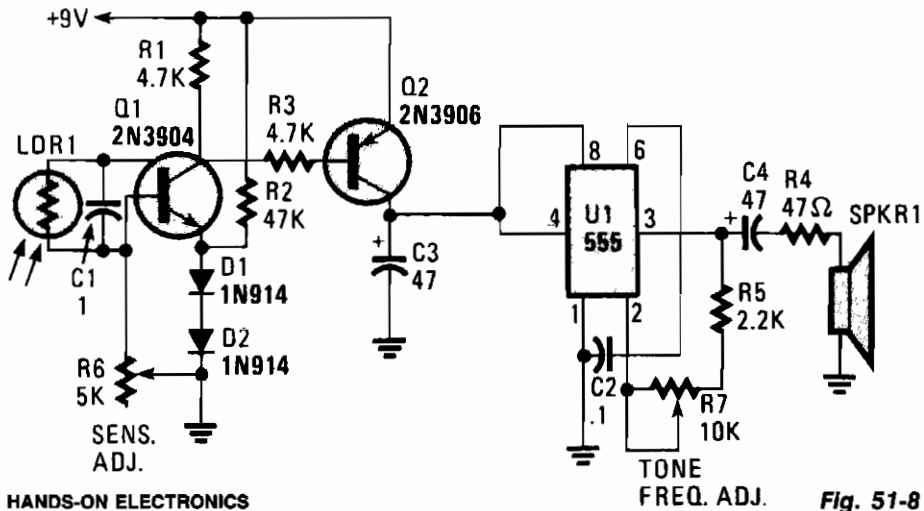 +9V
R1
4.7K
Q1
2N3904
LDR1
C1
1
R6
5K
SENS.
ADJ.
R2
47K
D1
1N914
D2
1N914
R3
4.7K
Q2
2N3906
+
C3
47
8
6
4
U1
555
3
1
2
C2
.1
R7
10K
TONE
FREQ. ADJ.
R5
2.2K
+
C4
47
R4
47Ω
SPKR1
HANDS-ON ELECTRONICS
Fig. 51-8